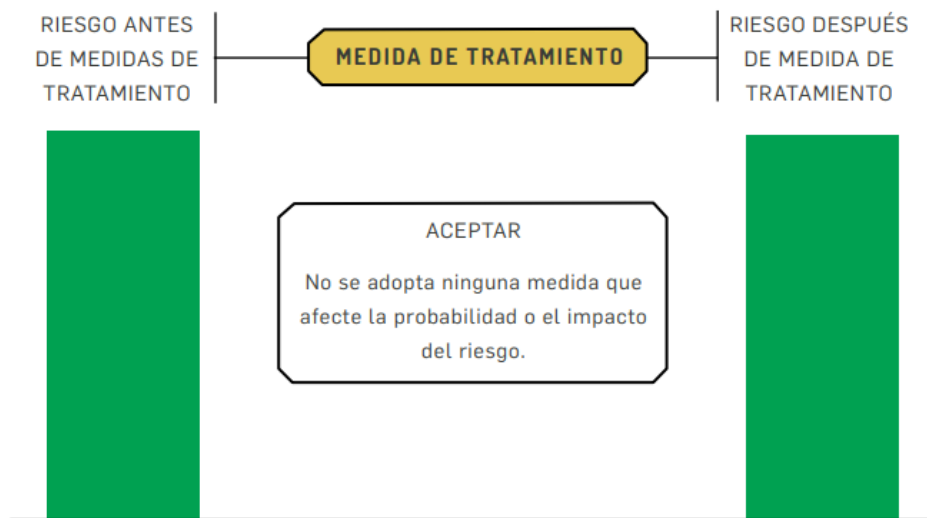 RIESGO ANTES
DE MEDIDAS DE
TRATAMIENTO
MEDIDA DE TRATAMIENTO
RIESGO DESPUÉS
DE MEDIDA DE
TRATAMIENTO
ACEPTAR
No se adopta ninguna medida que
afecte la probabilidad o el impacto
del riesgo.